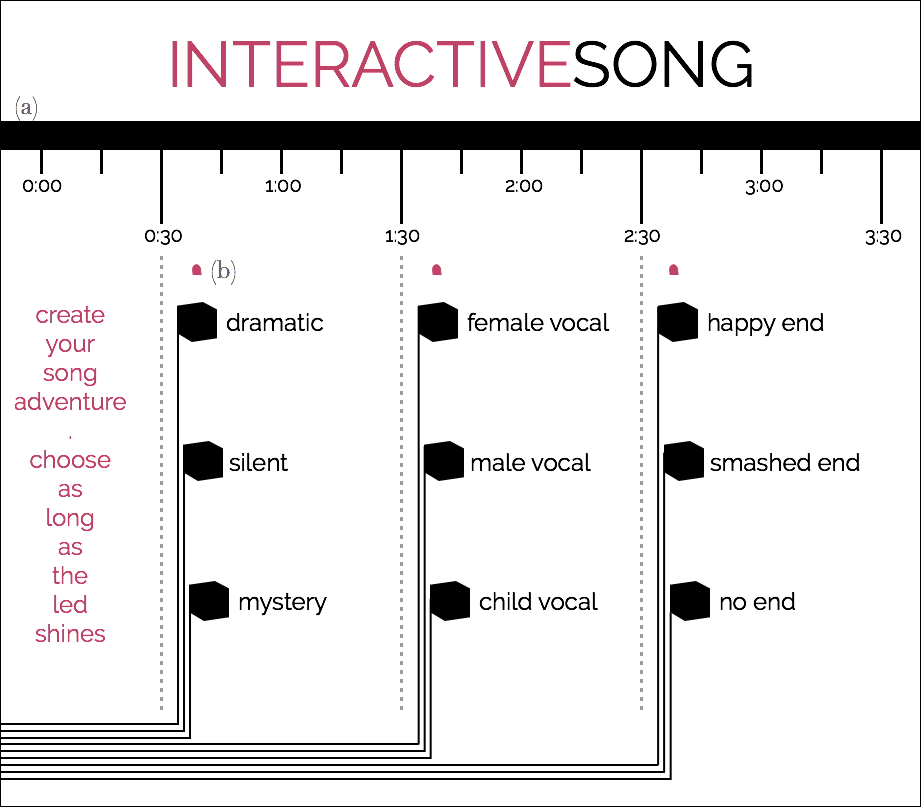 INTERACTIVESONG
(a)
0:00 1:00 2:00 3:00
0:30 1:30 2:30 3:30
(b)
create
your
song
adventure
.
choose
as
long
as
the
led
shines
dramatic female vocal happy end
silent male vocal smashed end
mystery child vocal no end